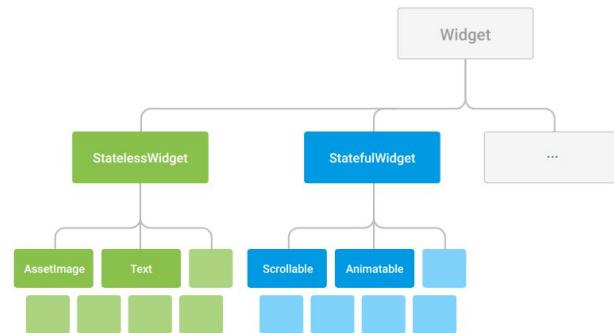 Widget
StatelessWidget
StatefulWidget
...
AssetImage
Text
Scrollable
Animatable